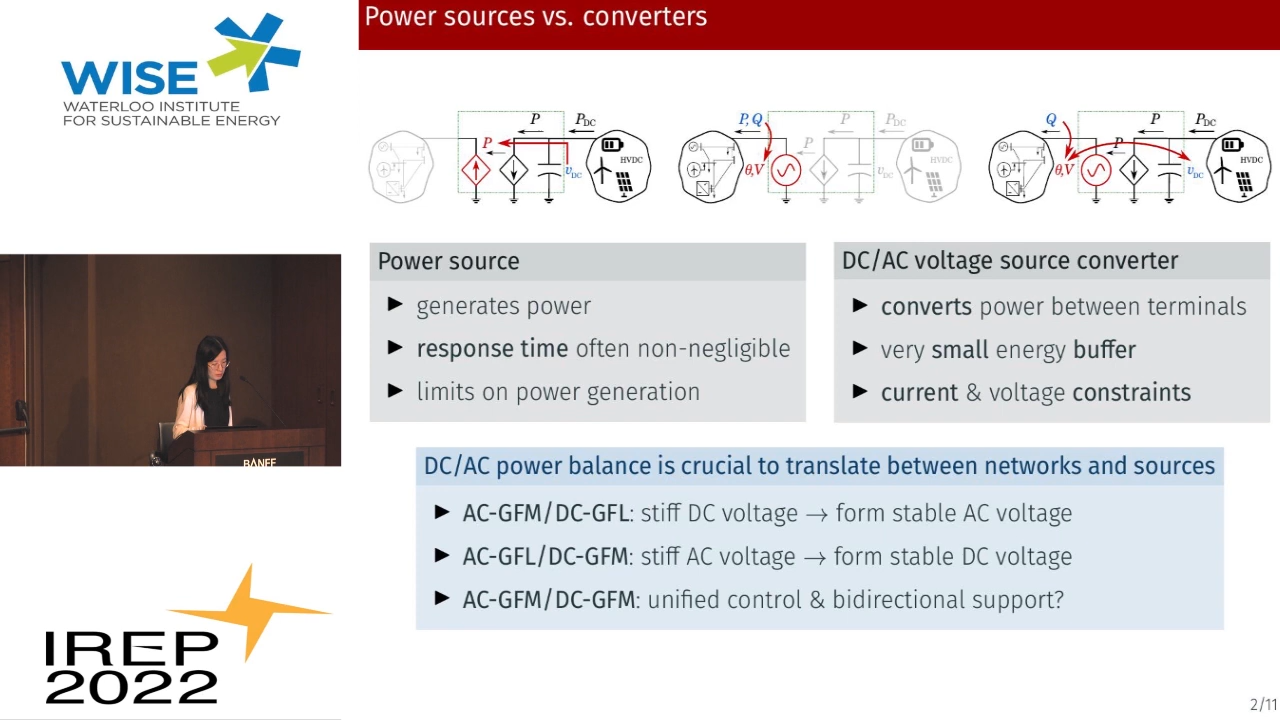 Power sources vs. converters
WISE
WATERLOO INSTITUTE
FOR SUSTAINABLE ENERGY
P P_DC P, Q P P_DC Q P P_DC
P HVDC P HVDC P HVDC
v_DC θ,V v_DC θ,V v_DC
Power source
► generates power
► response time often non-negligible
► limits on power generation
DC/AC voltage source converter
► converts power between terminals
► very small energy buffer
► current & voltage constraints
DC/AC power balance is crucial to translate between networks and sources
► AC-GFM/DC-GFL: stiff DC voltage → form stable AC voltage
► AC-GFL/DC-GFM: stiff AC voltage → form stable DC voltage
► AC-GFM/DC-GFM: unified control & bidirectional support?
BANFF
IREP
2022
2/11